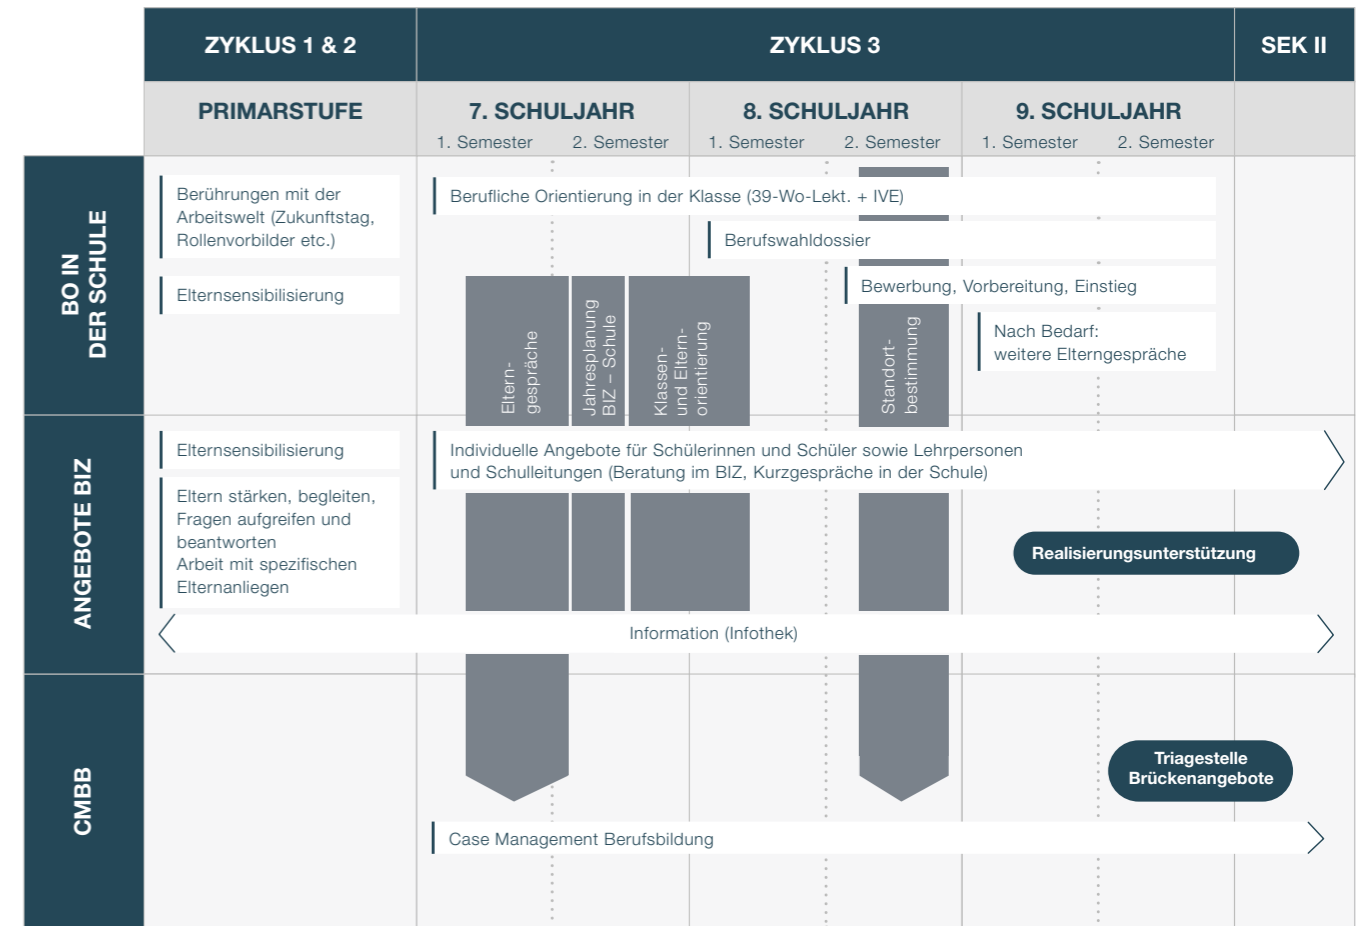 ZYKLUS 1 & 2
ZYKLUS 3
SEK II
PRIMARSTUFE
7. SCHULJAHR
8. SCHULJAHR
9. SCHULJAHR
1. Semester
2. Semester
1. Semester
2. Semester
1. Semester
2. Semester
BO IN
DER SCHULE
Berührungen mit der
Arbeitswelt (Zukunftstag,
Rollenvorbilder etc.)
Elternsensibilisierung
Berufliche Orientierung in der Klasse (39-Wo-Lekt. + IVE)
Berufswahldossier
Bewerbung, Vorbereitung, Einstieg
Nach Bedarf:
weitere Elterngespräche
Eltern-
gespräche
Jahresplanung
BIZ – Schule
Klassen-
und Eltern-
orientierung
Standort-
bestimmung
ANGEBOTE BIZ
Elternsensibilisierung
Eltern stärken, begleiten,
Fragen aufgreifen und
beantworten
Arbeit mit spezifischen
Elternanliegen
Individuelle Angebote für Schülerinnen und Schüler sowie Lehrpersonen
und Schulleitungen (Beratung im BIZ, Kurzgespräche in der Schule)
Realisierungsunterstützung
Information (Infothek)
CMBB
Triagestelle
Brückenangebote
Case Management Berufsbildung